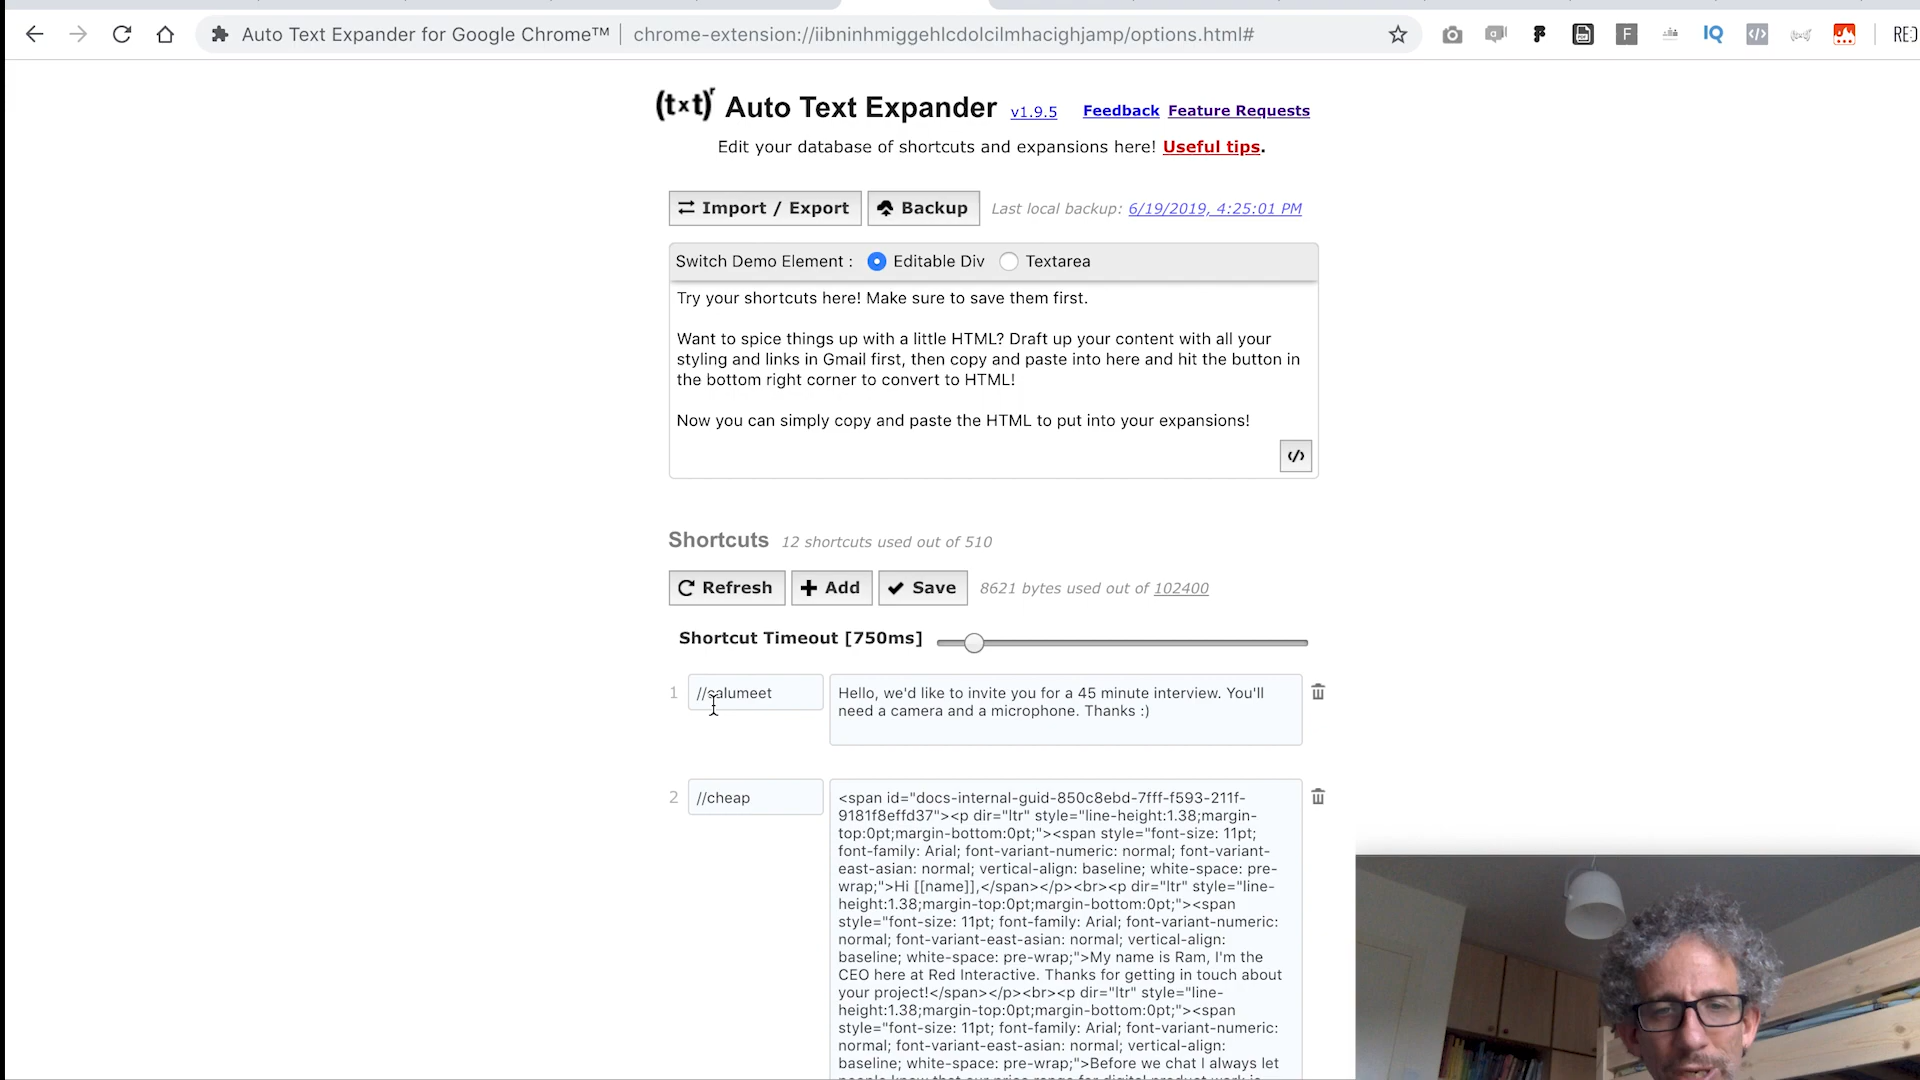 Auto Text Expander for Google Chrome™ | chrome-extension://iibninhmiggehlcdolcilmhacighjamp/options.html#
IQ
(txt)r Auto Text Expander v1.9.5 Feedback Feature Requests
Edit your database of shortcuts and expansions here! Useful tips.
Import / Export Backup Last local backup: 6/19/2019, 4:25:01 PM
Switch Demo Element : Editable Div Textarea
Try your shortcuts here! Make sure to save them first.
Want to spice things up with a little HTML? Draft up your content with all your
styling and links in Gmail first, then copy and paste into here and hit the button in
the bottom right corner to convert to HTML!
Now you can simply copy and paste the HTML to put into your expansions!
Shortcuts 12 shortcuts used out of 510
Refresh Add Save 8621 bytes used out of 102400
Shortcut Timeout [750ms]
1 //calumeet Hello, we'd like to invite you for a 45 minute interview. You'll
need a camera and a microphone. Thanks :)
2 //cheap <span id="docs-internal-guid-850c8ebd-7fff-f593-211f-
9181f8effd37"><p dir="ltr" style="line-height:1.38;margin-
top:0pt;margin-bottom:0pt;"><span style="font-size: 11pt;
font-family: Arial; font-variant-numeric: normal; font-variant-
east-asian: normal; vertical-align: baseline; white-space: pre-
wrap;">Hi [[name]],</span></p><br><p dir="ltr" style="line-
height:1.38;margin-top:0pt;margin-bottom:0pt;"><span
style="font-size: 11pt; font-family: Arial; font-variant-numeric:
normal; font-variant-east-asian: normal; vertical-align:
baseline; white-space: pre-wrap;">My name is Ram, I'm the
CEO here at Red Interactive. Thanks for getting in touch about
your project!</span></p><br><p dir="ltr" style="line-
height:1.38;margin-top:0pt;margin-bottom:0pt;"><span
style="font-size: 11pt; font-family: Arial; font-variant-numeric:
normal; font-variant-east-asian: normal; vertical-align:
baseline; white-space: pre-wrap;">Before we chat I always let
people know that our price range for digital product work is